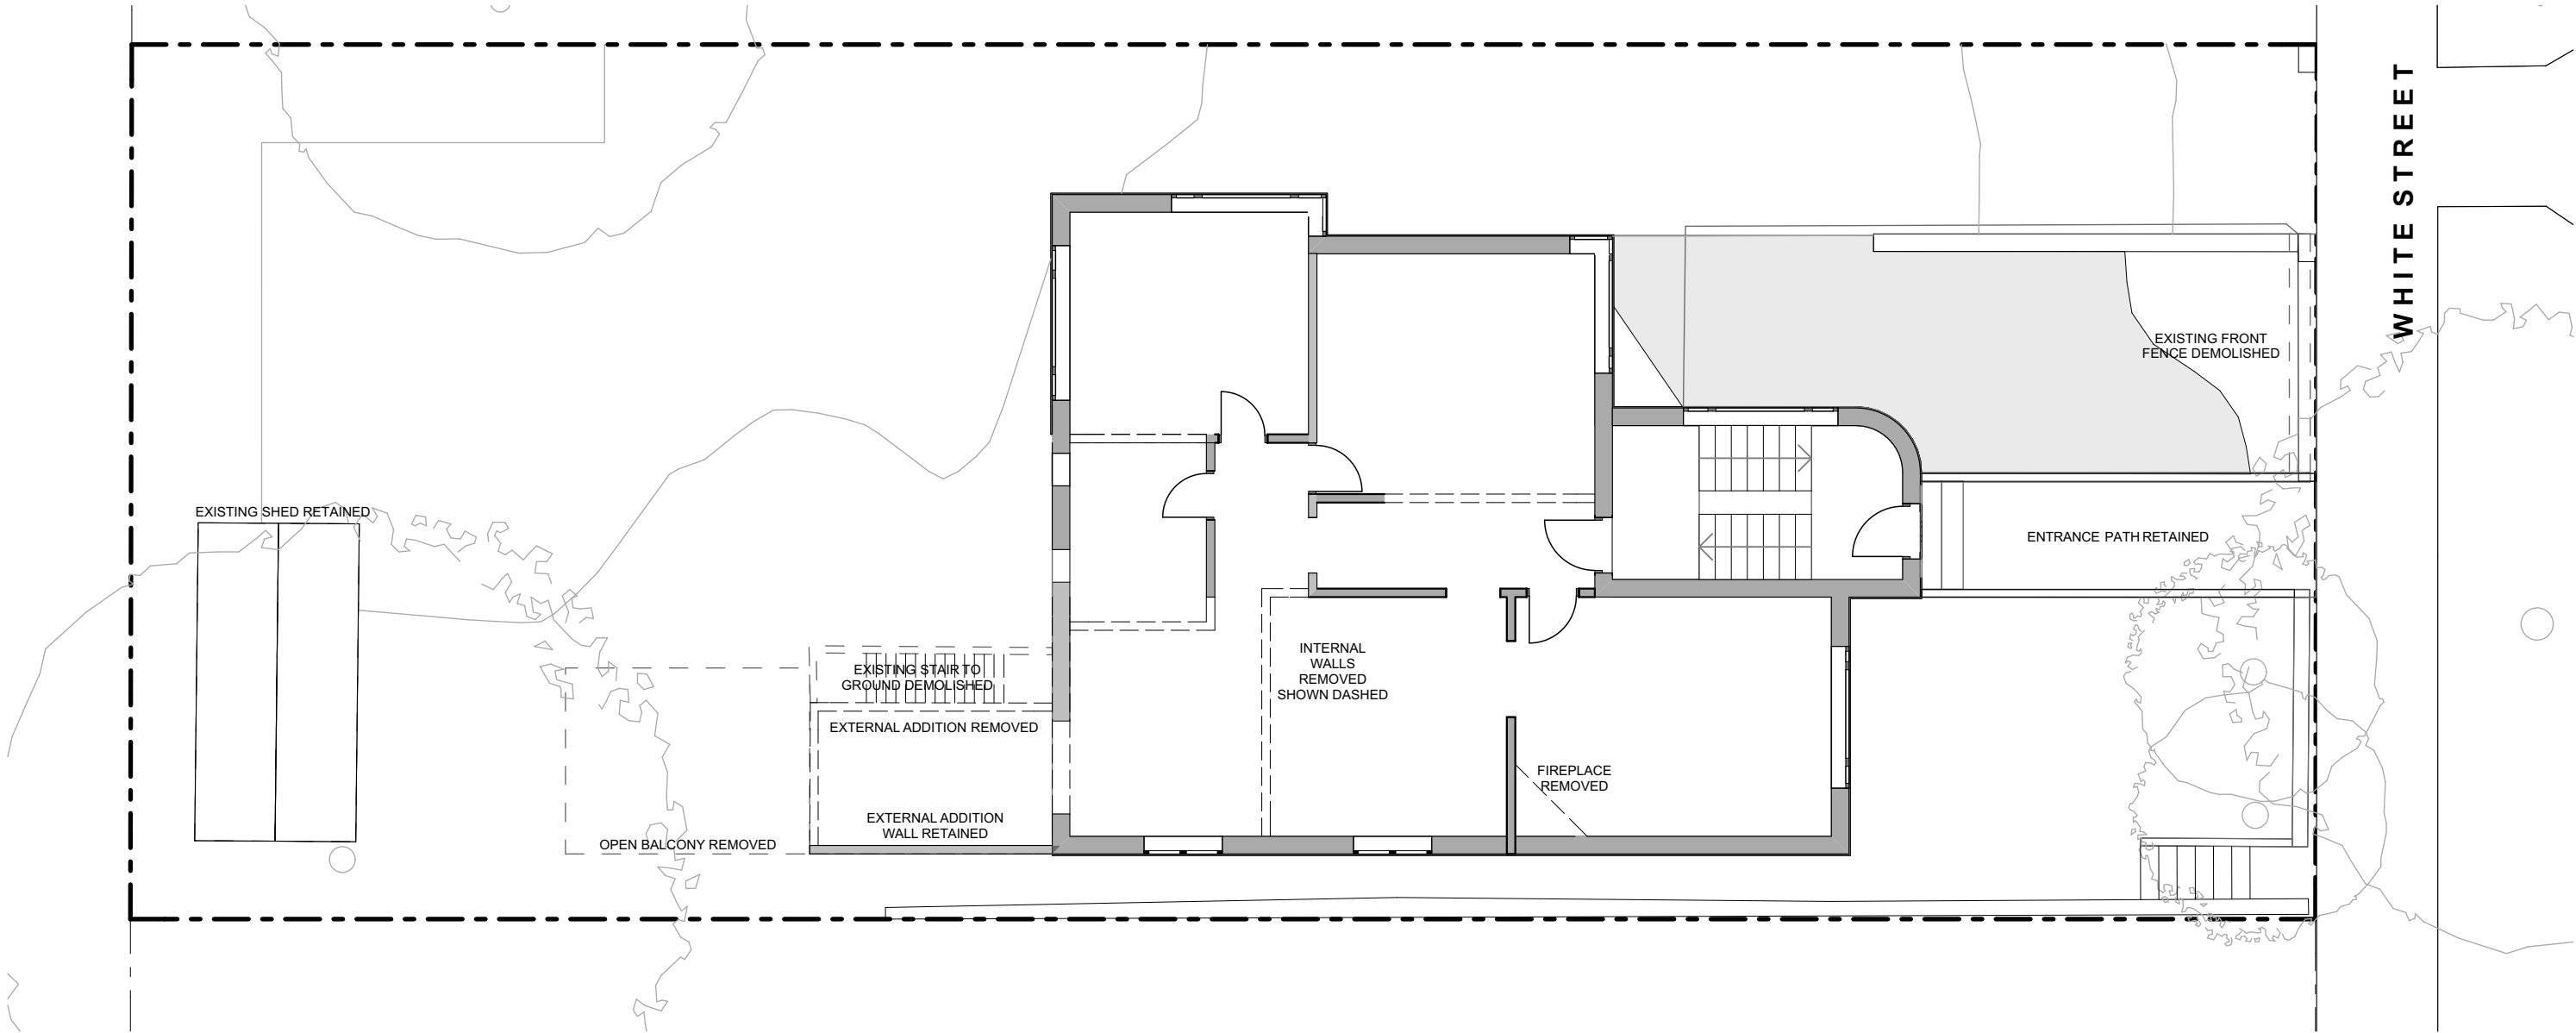 WHITE STREET
EXISTING FRONT
FENCE DEMOLISHED
EXISTING SHED RETAINED
ENTRANCE PATH RETAINED
INTERNAL
WALLS
REMOVED
SHOWN DASHED
EXISTING STAIR TO
GROUND DEMOLISHED
EXTERNAL ADDITION REMOVED
FIREPLACE
REMOVED
EXTERNAL ADDITION
WALL RETAINED
OPEN BALCONY REMOVED